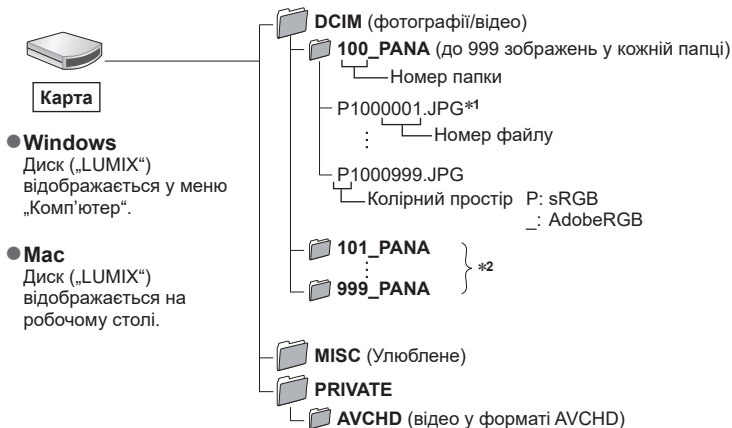 DCIM (фотографії/відео)
100_PANA (до 999 зображень у кожній папці)
Номер папки
Карта
P1000001.JPG*1
Номер файлу
●Windows
Диск („LUMIX“)
відображається у меню
„Комп’ютер“.
P1000999.JPG
Колірний простір P: sRGB
_: AdobeRGB
●Mac
Диск („LUMIX“)
відображається на
робочому столі.
101_PANA
*2
999_PANA
MISC (Улюблене)
PRIVATE
AVCHD (відео у форматі AVCHD)